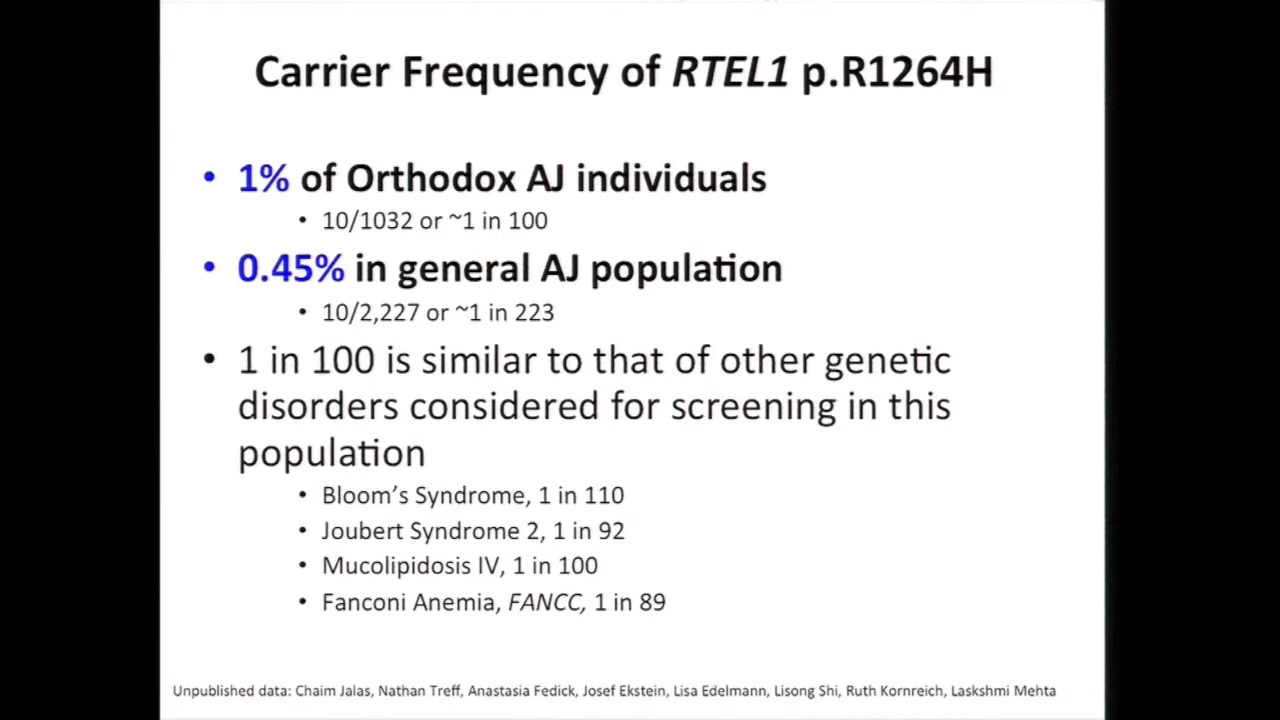 Carrier Frequency of RTEL1 p.R1264H
• 1% of Orthodox AJ individuals
• 10/1032 or ~1 in 100
• 0.45% in general AJ population
• 10/2,227 or ~1 in 223
• 1 in 100 is similar to that of other genetic
disorders considered for screening in this
population
• Bloom's Syndrome, 1 in 110
• Joubert Syndrome 2, 1 in 92
• Mucolipidosis IV, 1 in 100
• Fanconi Anemia, FANCC, 1 in 89
Unpublished data: Chaim Jalas, Nathan Treff, Anastasia Fedick, Josef Ekstein, Lisa Edelmann, Lisong Shi, Ruth Kornreich, Laskshmi Mehta